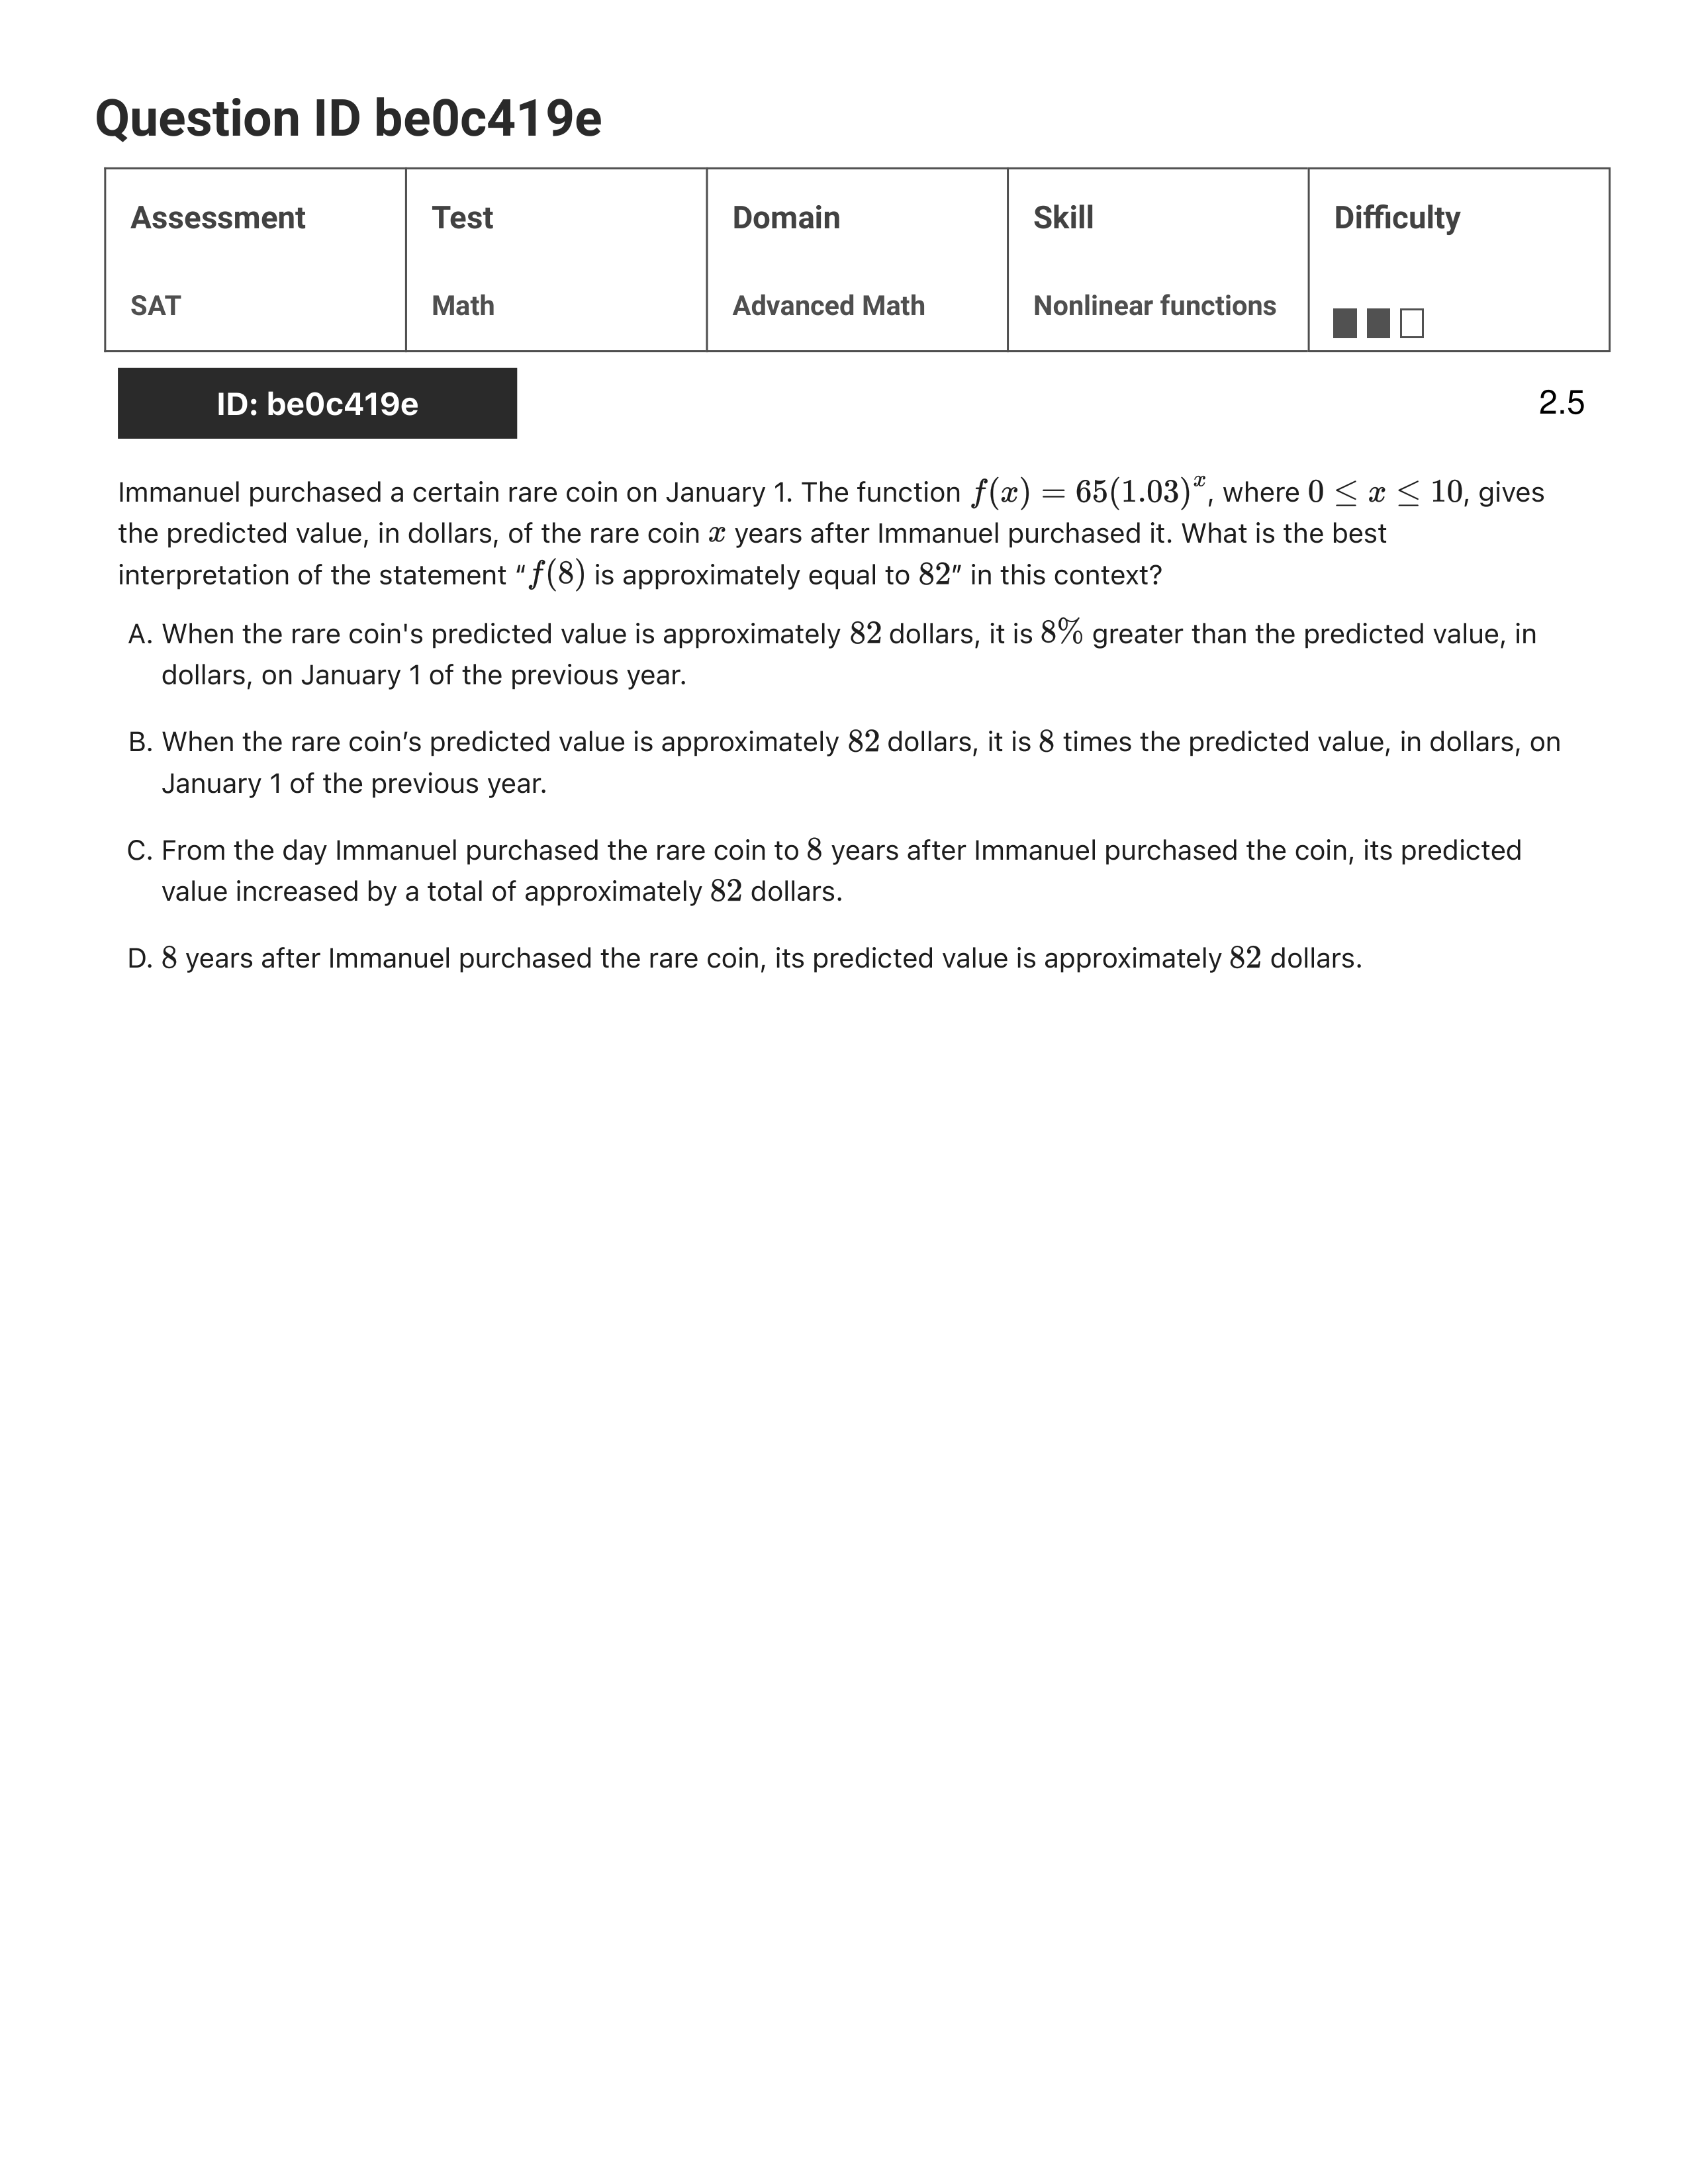 Question ID be0c419e
Assessment Test Domain Skill Difficulty
SAT Math Advanced Math Nonlinear functions
ID: be0c419e 2.5
Immanuel purchased a certain rare coin on January 1. The function f(x) = 65(1.03)^x, where 0 ≤ x ≤ 10, gives
the predicted value, in dollars, of the rare coin x years after Immanuel purchased it. What is the best
interpretation of the statement “f(8) is approximately equal to 82” in this context?
A. When the rare coin's predicted value is approximately 82 dollars, it is 8% greater than the predicted value, in
dollars, on January 1 of the previous year.
B. When the rare coin’s predicted value is approximately 82 dollars, it is 8 times the predicted value, in dollars, on
January 1 of the previous year.
C. From the day Immanuel purchased the rare coin to 8 years after Immanuel purchased the coin, its predicted
value increased by a total of approximately 82 dollars.
D. 8 years after Immanuel purchased the rare coin, its predicted value is approximately 82 dollars.